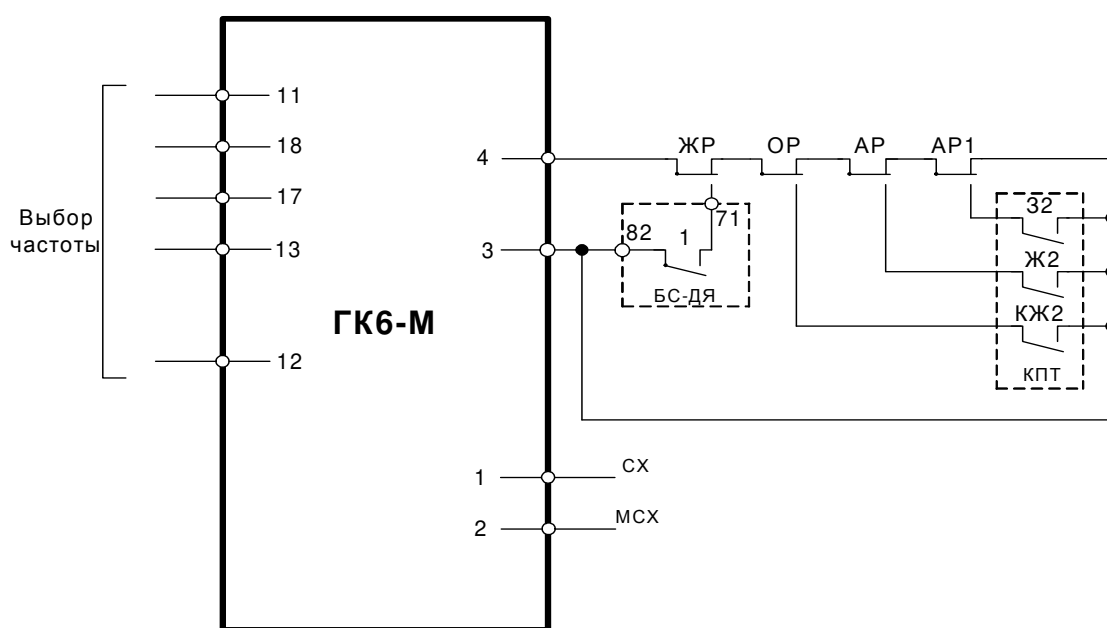 11
18
17
13
12
Выбор
частоты
ГК6-М
4
3
1
2
ЖР
ОР
АР
АР1
82
1
71
БС-ДЯ
З2
Ж2
КЖ2
КПТ
СХ
МСХ